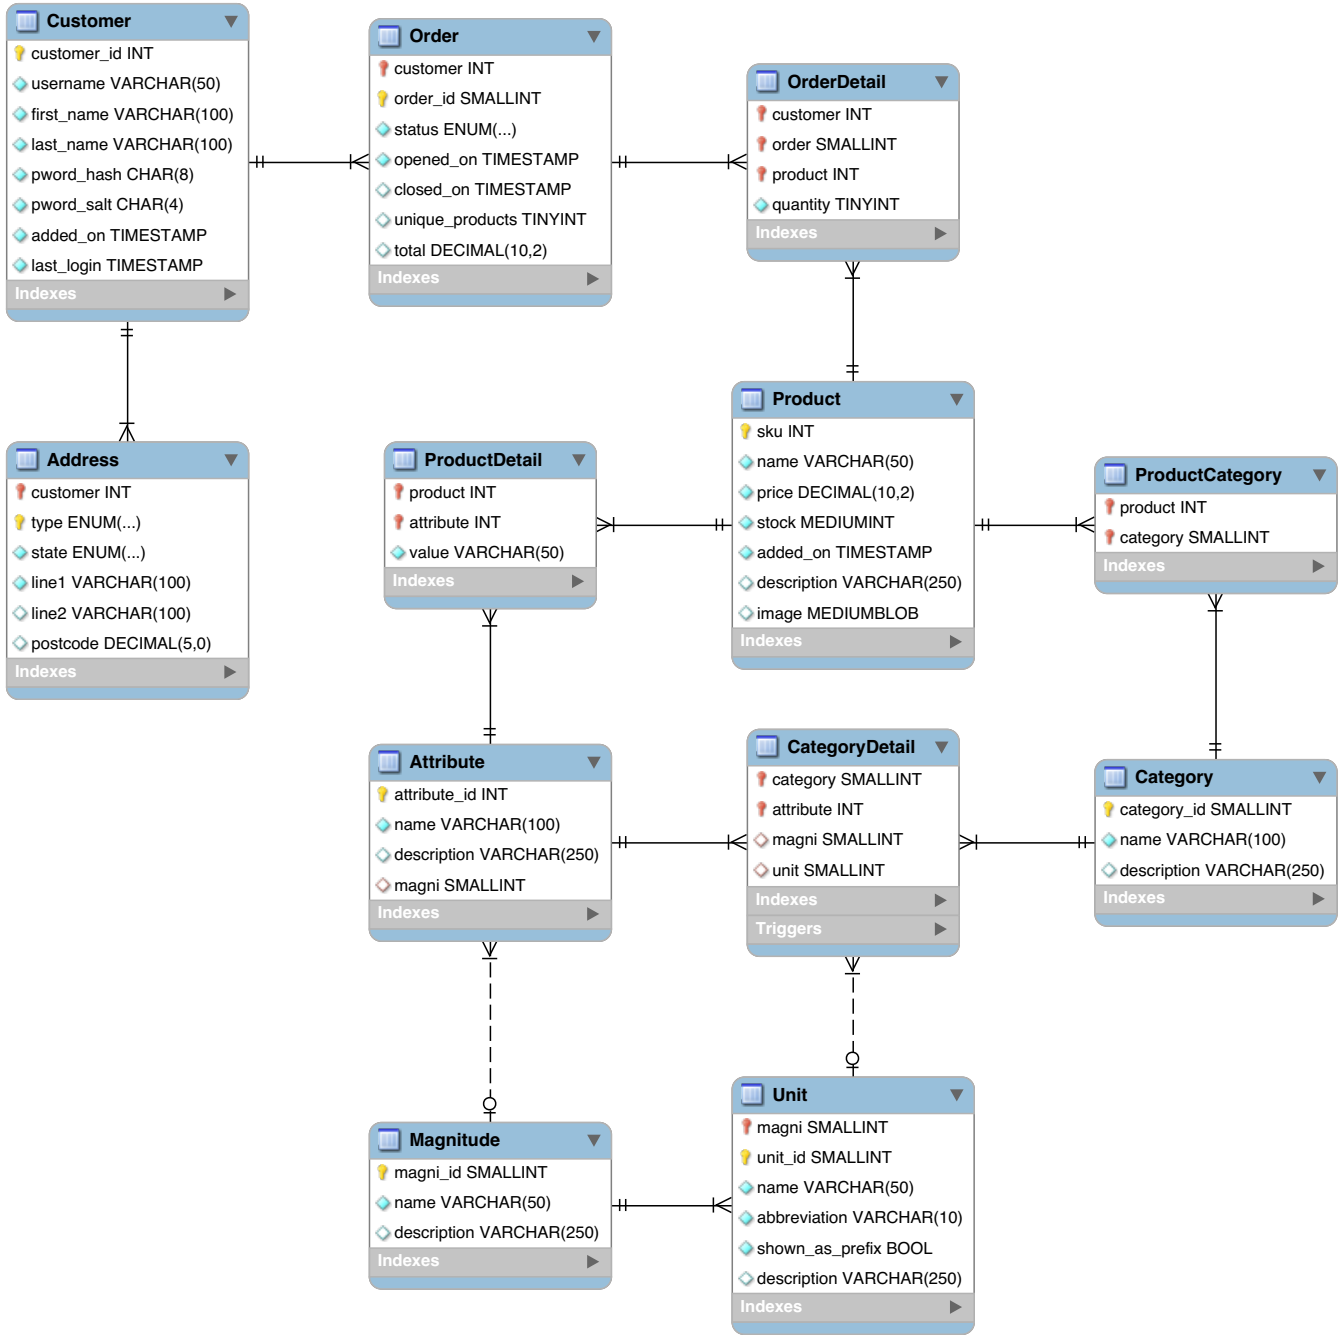 Customer
customer_id INT
username VARCHAR(50)
first_name VARCHAR(100)
last_name VARCHAR(100)
pword_hash CHAR(8)
pword_salt CHAR(4)
added_on TIMESTAMP
last_login TIMESTAMP
Indexes
Order
customer INT
order_id SMALLINT
status ENUM(...)
opened_on TIMESTAMP
closed_on TIMESTAMP
unique_products TINYINT
total DECIMAL(10,2)
Indexes
OrderDetail
customer INT
order SMALLINT
product INT
quantity TINYINT
Indexes
Address
customer INT
type ENUM(...)
state ENUM(...)
line1 VARCHAR(100)
line2 VARCHAR(100)
postcode DECIMAL(5,0)
Indexes
ProductDetail
product INT
attribute INT
value VARCHAR(50)
Indexes
Product
sku INT
name VARCHAR(50)
price DECIMAL(10,2)
stock MEDIUMINT
added_on TIMESTAMP
description VARCHAR(250)
image MEDIUMBLOB
Indexes
ProductCategory
product INT
category SMALLINT
Indexes
Attribute
attribute_id INT
name VARCHAR(100)
description VARCHAR(250)
magni SMALLINT
Indexes
CategoryDetail
category SMALLINT
attribute INT
magni SMALLINT
unit SMALLINT
Indexes
Triggers
Category
category_id SMALLINT
name VARCHAR(100)
description VARCHAR(250)
Indexes
Magnitude
magni_id SMALLINT
name VARCHAR(50)
description VARCHAR(250)
Indexes
Unit
magni SMALLINT
unit_id SMALLINT
name VARCHAR(50)
abbreviation VARCHAR(10)
shown_as_prefix BOOL
description VARCHAR(250)
Indexes